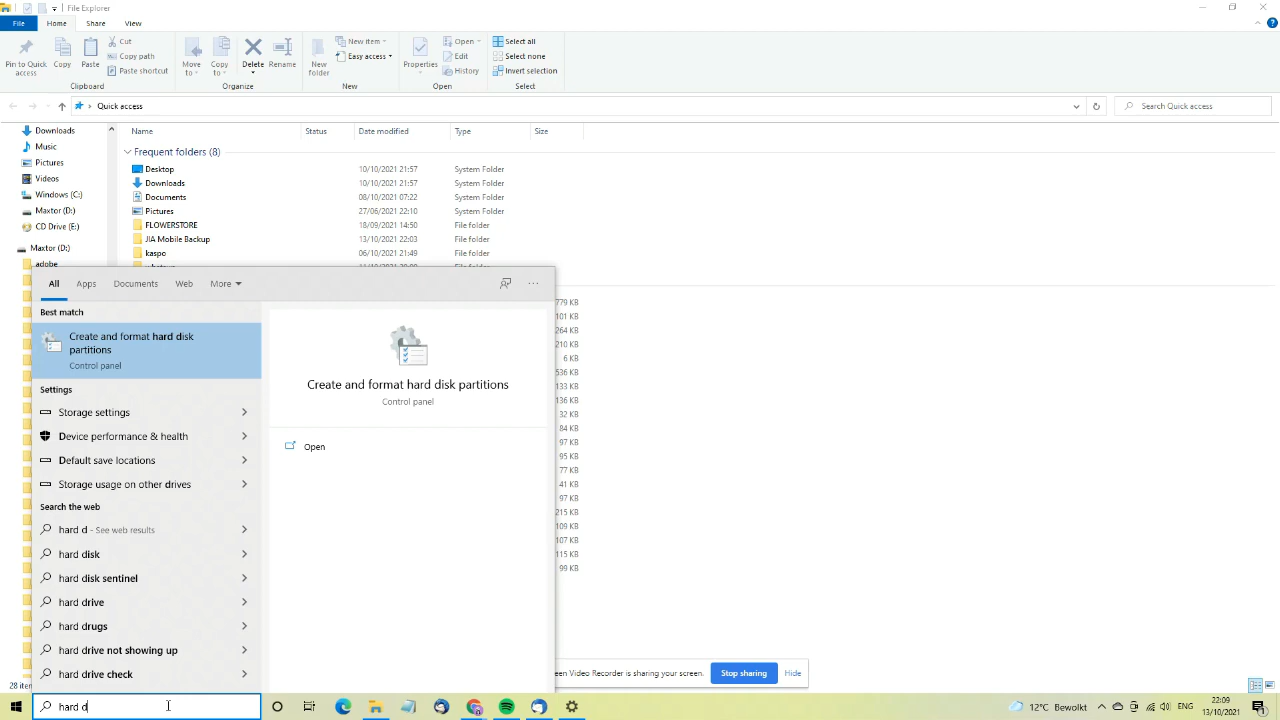 File Explorer
File Home Share View
Pin to Quick access
Copy
Paste
Cut
Copy path
Paste shortcut
Clipboard
Move to
Copy to
Delete
Rename
Organize
New folder
New item
Easy access
New
Properties
Open
Edit
History
Open
Select all
Select none
Invert selection
Select
Quick access
Search Quick access
Downloads
Music
Pictures
Videos
Windows (C:)
Maxtor (D:)
CD Drive (E:)
Maxtor (D:)
adobe
Name Status Date modified Type Size
Frequent folders (8)
Desktop 10/10/2021 21:57 System Folder
Downloads 10/10/2021 21:57 System Folder
Documents 08/10/2021 07:22 System Folder
Pictures 27/06/2021 22:10 System Folder
FLOWERSTORE 18/09/2021 14:50 File folder
JIA Mobile Backup 13/10/2021 22:03 File folder
kaspo 06/10/2021 21:49 File folder
All Apps Documents Web More
Best match
Create and format hard disk
partitions
Control panel
Settings
Storage settings
Device performance & health
Default save locations
Storage usage on other drives
Search the web
hard d - See web results
hard disk
hard disk sentinel
hard drive
hard drugs
hard drive not showing up
hard drive check
Create and format hard disk partitions
Control panel
Open
779 KB
101 KB
264 KB
210 KB
6 KB
536 KB
133 KB
136 KB
32 KB
84 KB
97 KB
95 KB
77 KB
41 KB
97 KB
215 KB
109 KB
107 KB
115 KB
99 KB
een Video Recorder is sharing your screen. Stop sharing Hide
28 iten
hard d
12°C Bewolkt
ENG
22:09
13/10/2021
1